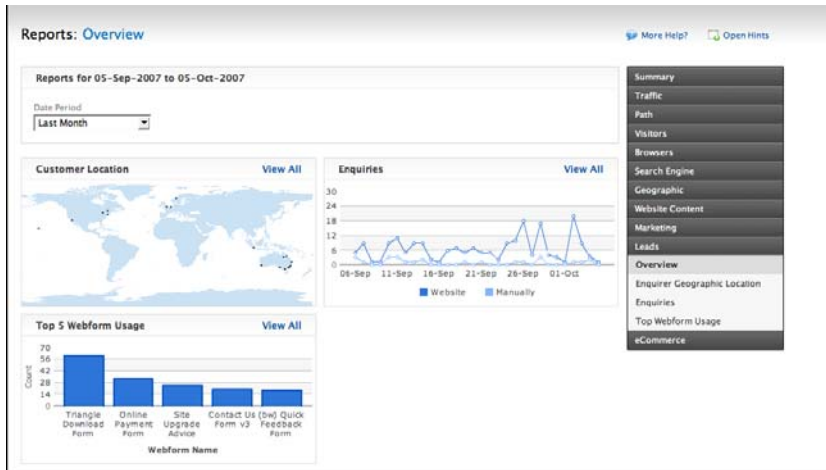 Reports: Overview
More Help? Open Hints
Reports for 05-Sep-2007 to 05-Oct-2007
Date Period
Last Month
Customer Location View All
Enquiries View All
30
24
18
12
6
0
06-Sep 11-Sep 16-Sep 21-Sep 26-Sep 01-Oct
Website Manually
Top 5 Webform Usage View All
70
56
42
28
14
0
Count
Triangle Download Form
Online Payment Form
Site Upgrade Advice
Contact Us Form v3
(bw) Quick Feedback Form
Webform Name
Summary
Traffic
Path
Visitors
Browsers
Search Engine
Geographic
Website Content
Marketing
Leads
Overview
Enquirer Geographic Location
Enquiries
Top Webform Usage
eCommerce